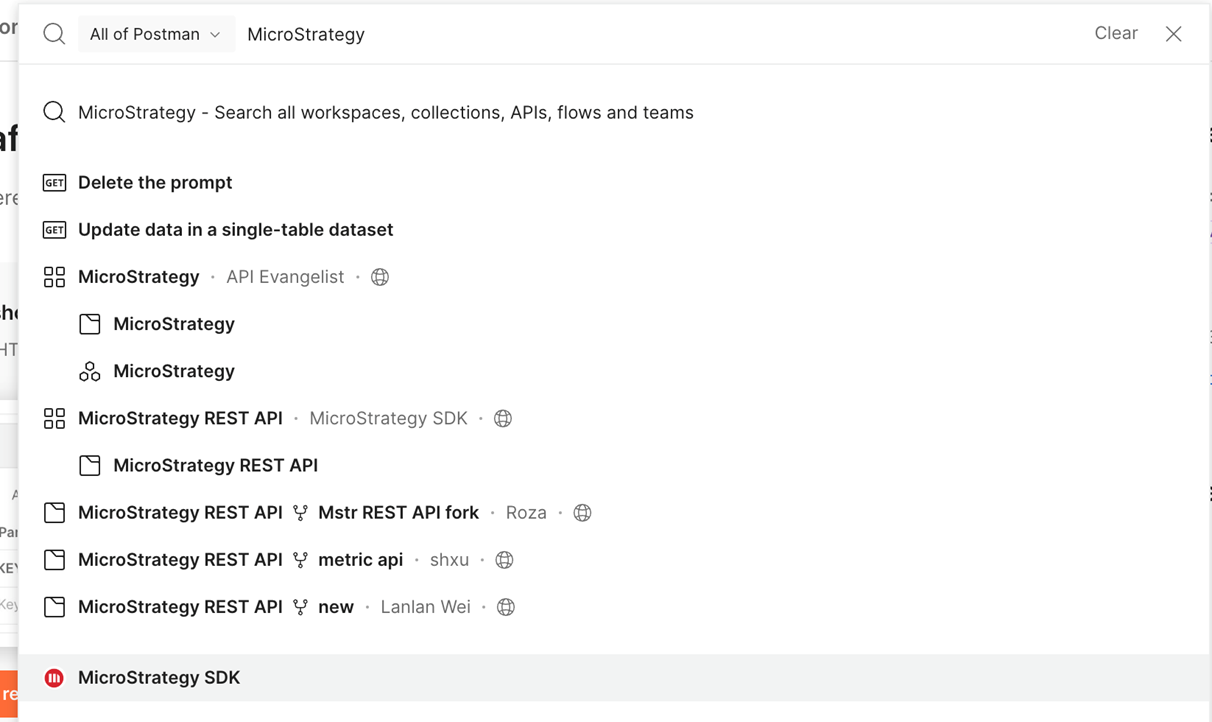 All of Postman MicroStrategy Clear
MicroStrategy - Search all workspaces, collections, APIs, flows and teams
GET Delete the prompt
GET Update data in a single-table dataset
MicroStrategy · API Evangelist ·
MicroStrategy
MicroStrategy
MicroStrategy REST API · MicroStrategy SDK ·
MicroStrategy REST API
MicroStrategy REST API Mstr REST API fork · Roza ·
MicroStrategy REST API metric api · shxu ·
MicroStrategy REST API new · Lanlan Wei ·
MicroStrategy SDK